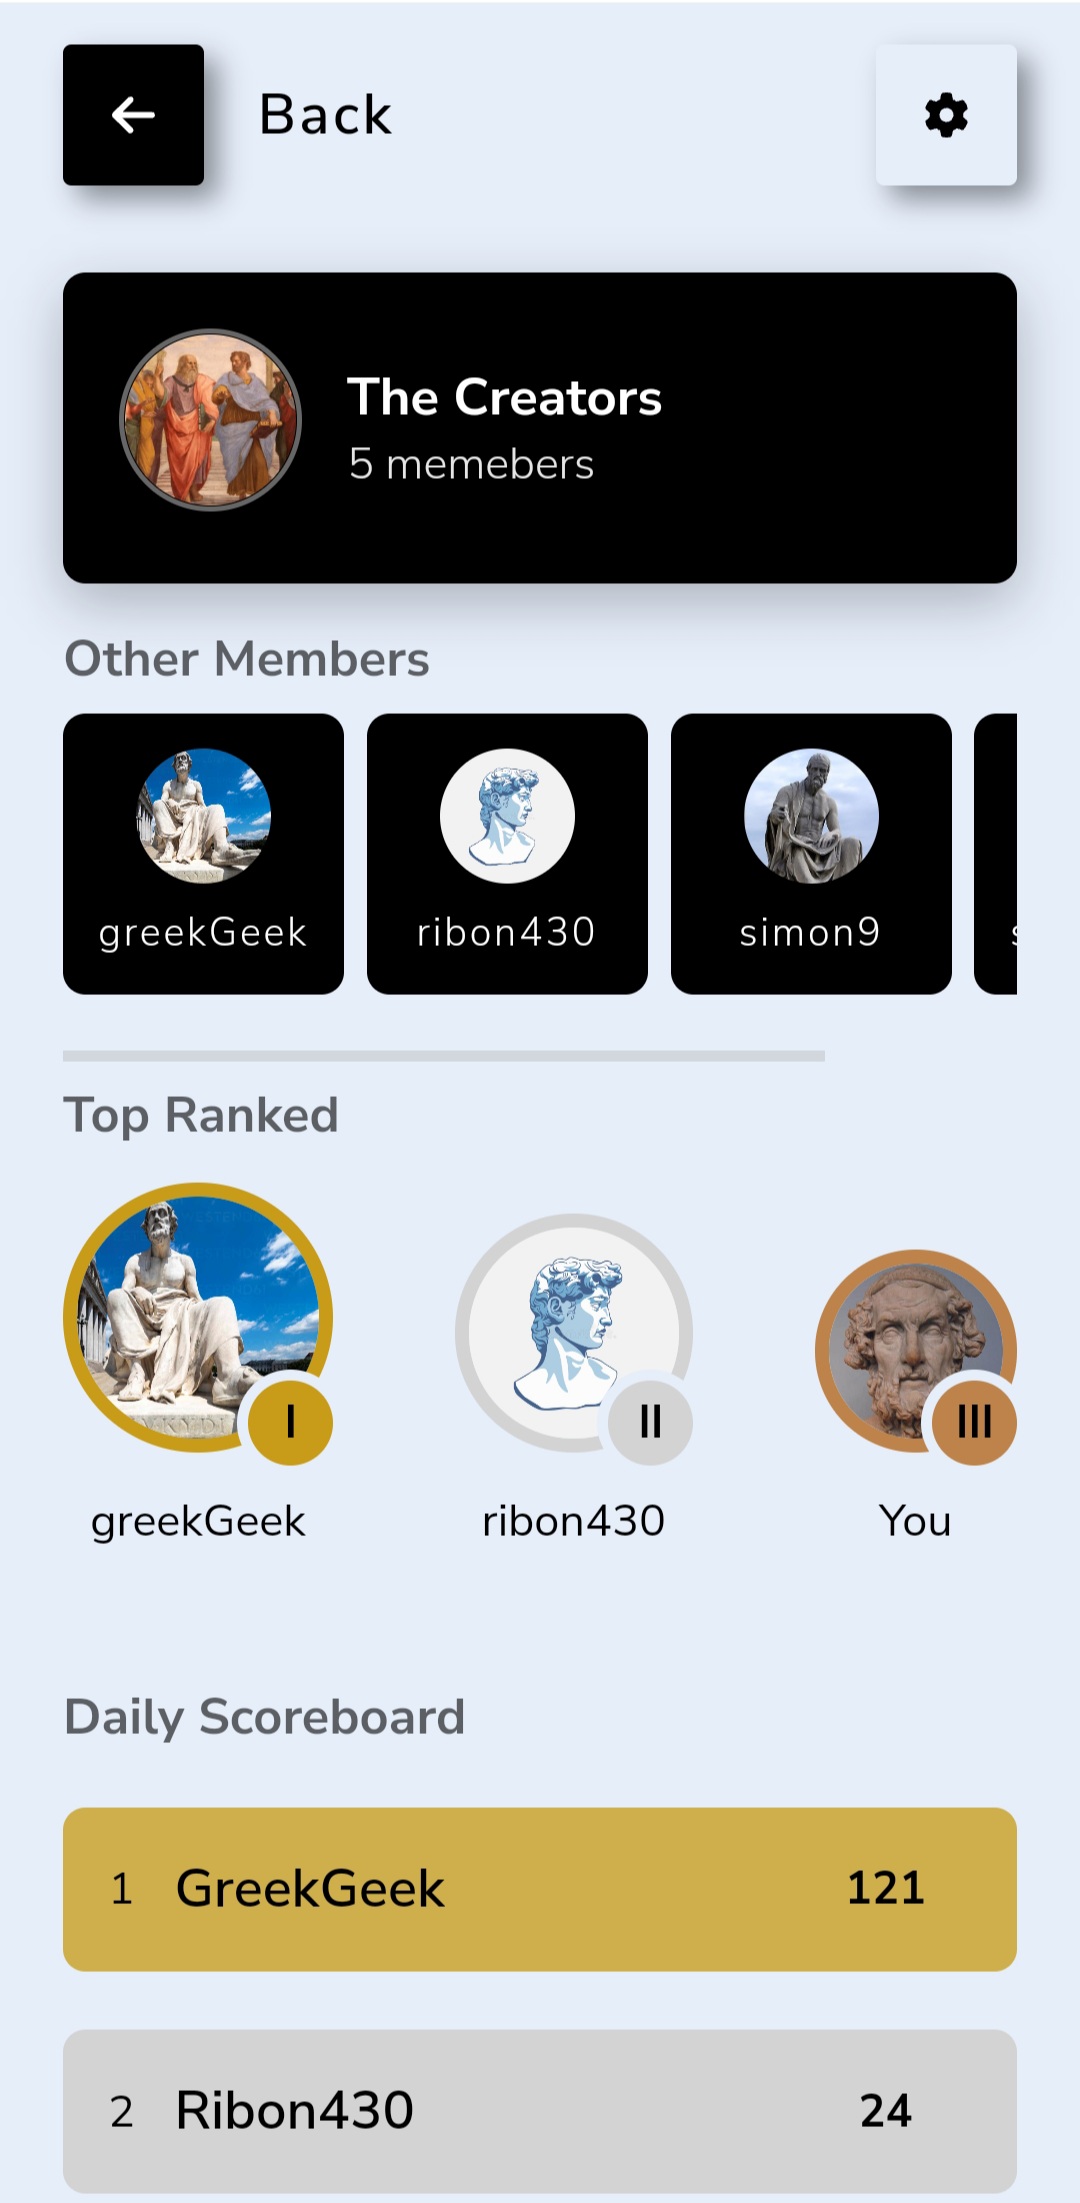 Back
The Creators
5 memebers
Other Members
greekGeek
ribon430
simon9
Top Ranked
I
II
III
greekGeek
ribon430
You
Daily Scoreboard
1 GreekGeek 121
2 Ribon430 24